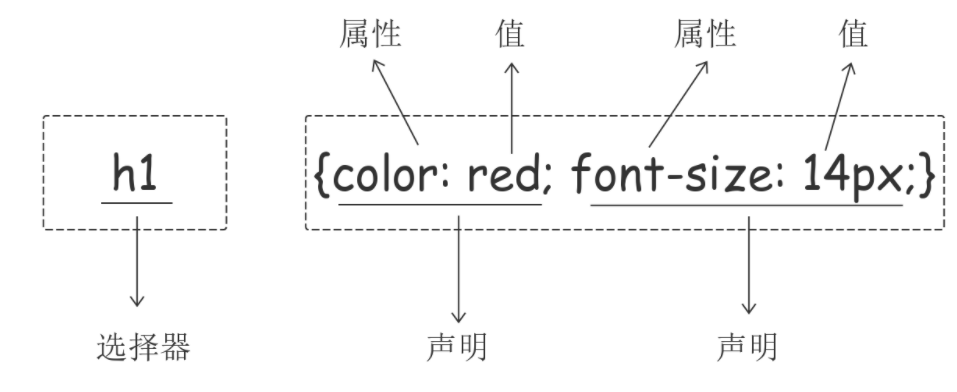 属性 值 属性 值
h1 {color: red; font-size: 14px;}
选择器 声明 声明